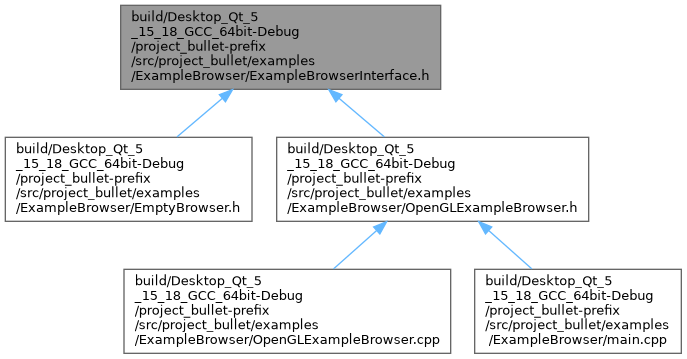 build/Desktop_Qt_5
_15_18_GCC_64bit-Debug
/project_bullet-prefix
/src/project_bullet/examples
/ExampleBrowser/ExampleBrowserInterface.h
build/Desktop_Qt_5
_15_18_GCC_64bit-Debug
/project_bullet-prefix
/src/project_bullet/examples
/ExampleBrowser/EmptyBrowser.h
build/Desktop_Qt_5
_15_18_GCC_64bit-Debug
/project_bullet-prefix
/src/project_bullet/examples
/ExampleBrowser/OpenGLExampleBrowser.h
build/Desktop_Qt_5
_15_18_GCC_64bit-Debug
/project_bullet-prefix
/src/project_bullet/examples
/ExampleBrowser/OpenGLExampleBrowser.cpp
build/Desktop_Qt_5
_15_18_GCC_64bit-Debug
/project_bullet-prefix
/src/project_bullet/examples
/ExampleBrowser/main.cpp